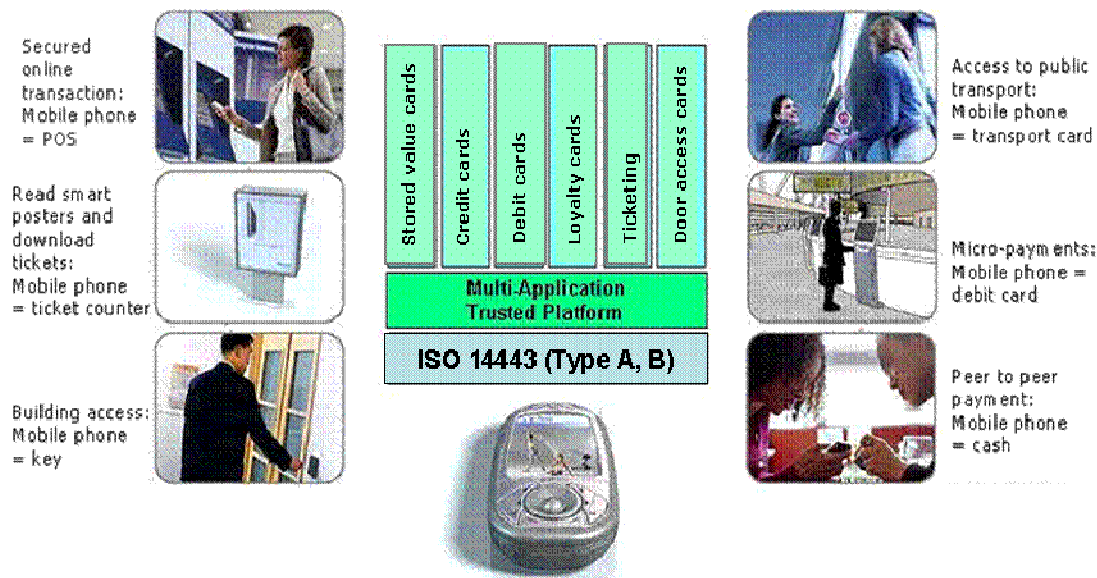 Secured
online
transaction:
Mobile phone
= POS
Read smart
posters and
download
tickets:
Mobile phone
= ticket counter
Building access:
Mobile phone
= key
Stored value cards
Credit cards
Debit cards
Loyalty cards
Ticketing
Door access cards
Multi-Application
Trusted Platform
ISO 14443 (Type A, B)
Access to public
transport:
Mobile phone
= transport card
Micro-payments:
Mobile phone =
debit card
Peer to peer
payment:
Mobile phone
= cash